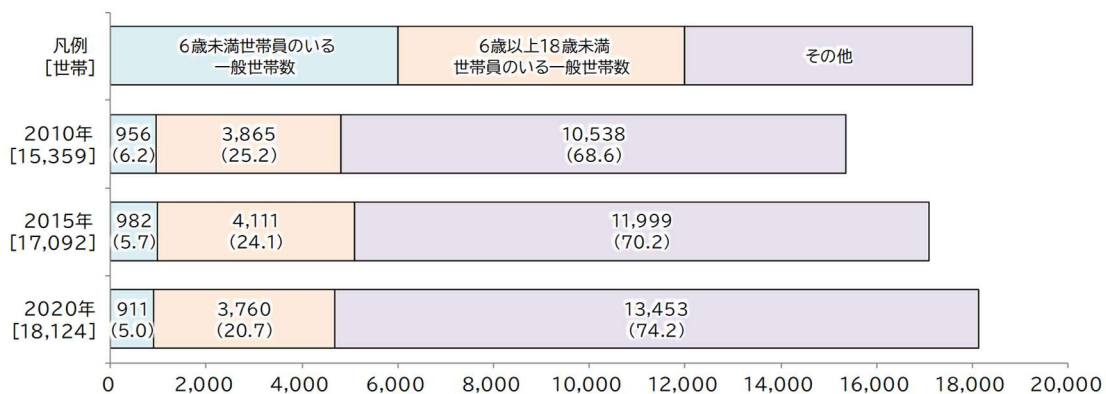 凡例
[世帯]
6歳未満世帯員のいる
一般世帯数
6歳以上18歳未満
世帯員のいる一般世帯数
その他
2010年
[15,359]
956
(6.2)
3,865
(25.2)
10,538
(68.6)
2015年
[17,092]
982
(5.7)
4,111
(24.1)
11,999
(70.2)
2020年
[18,124]
911
(5.0)
3,760
(20.7)
13,453
(74.2)
0 2,000 4,000 6,000 8,000 10,000 12,000 14,000 16,000 18,000 20,000